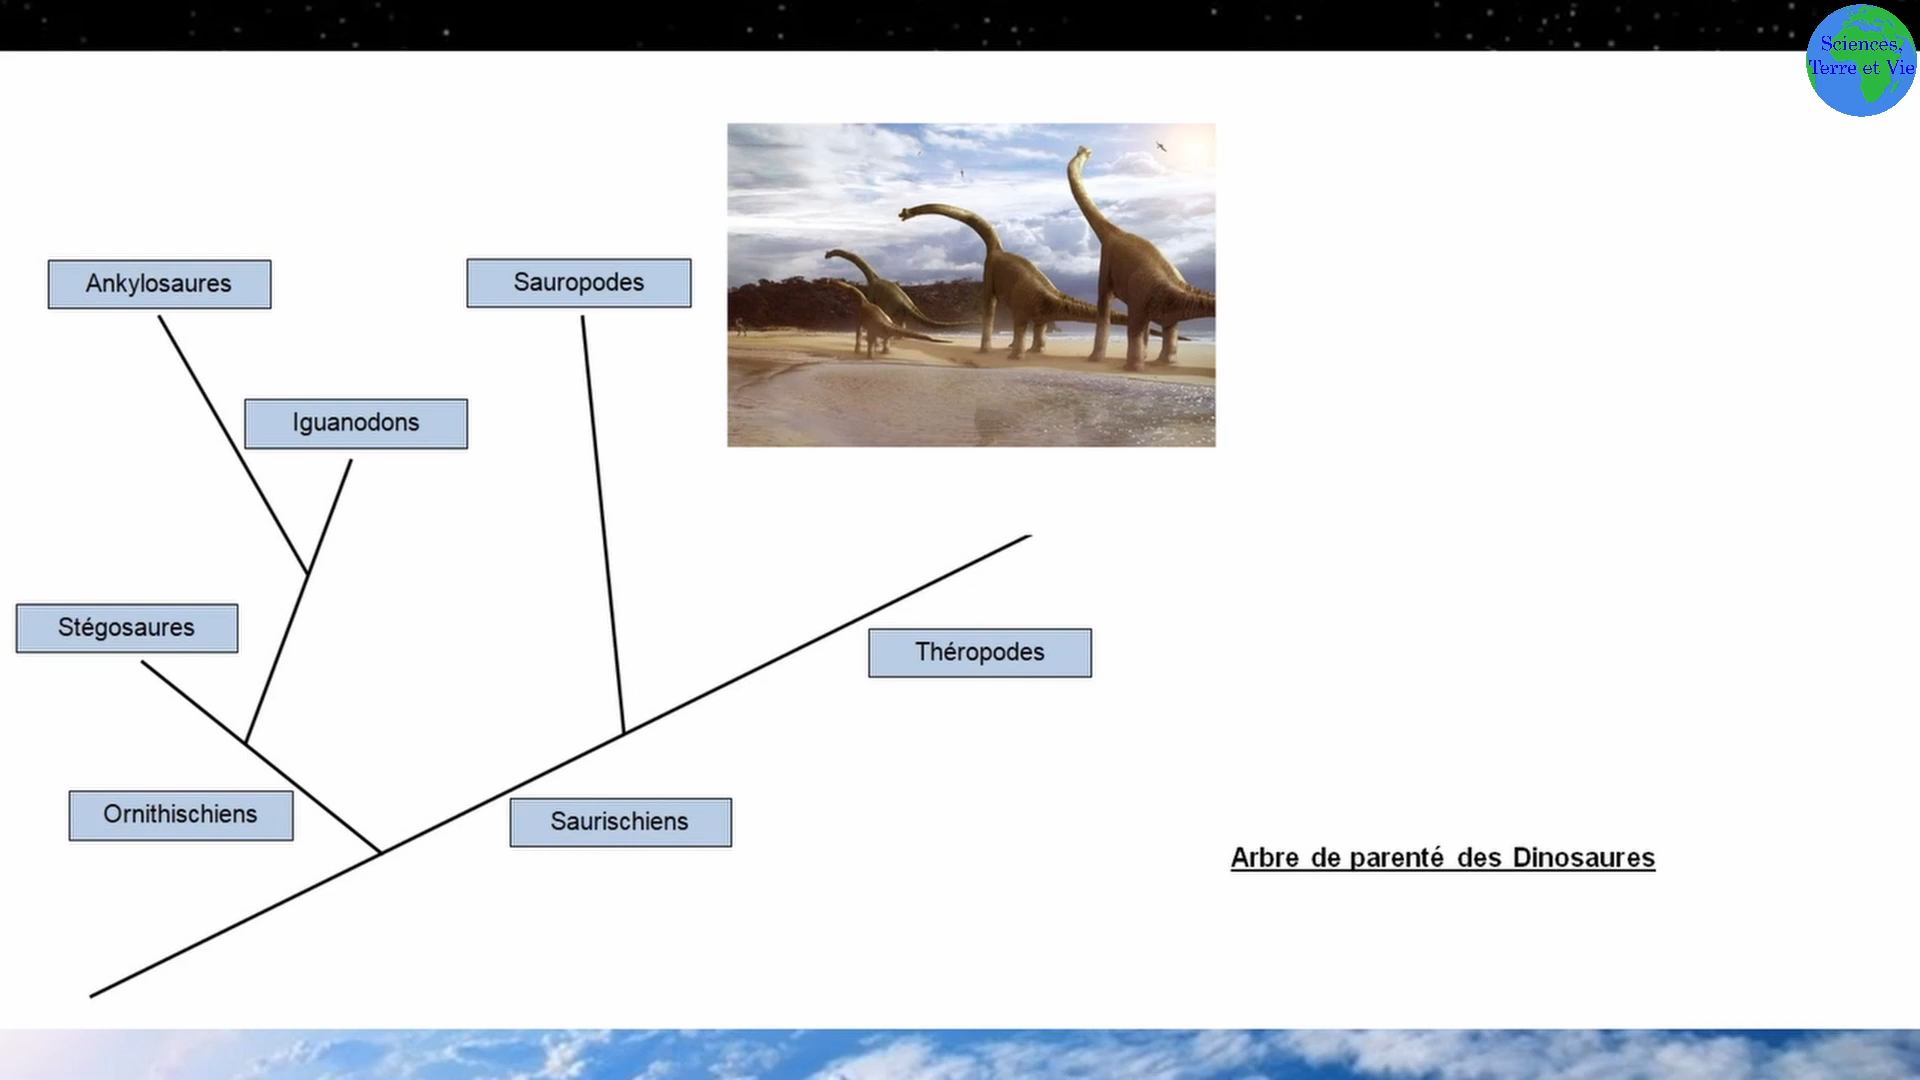 Sciences,
Terre et Vie
Ankylosaures
Sauropodes
Iguanodons
Stégosaures
Théropodes
Ornithischiens
Saurischiens
Arbre de parenté des Dinosaures